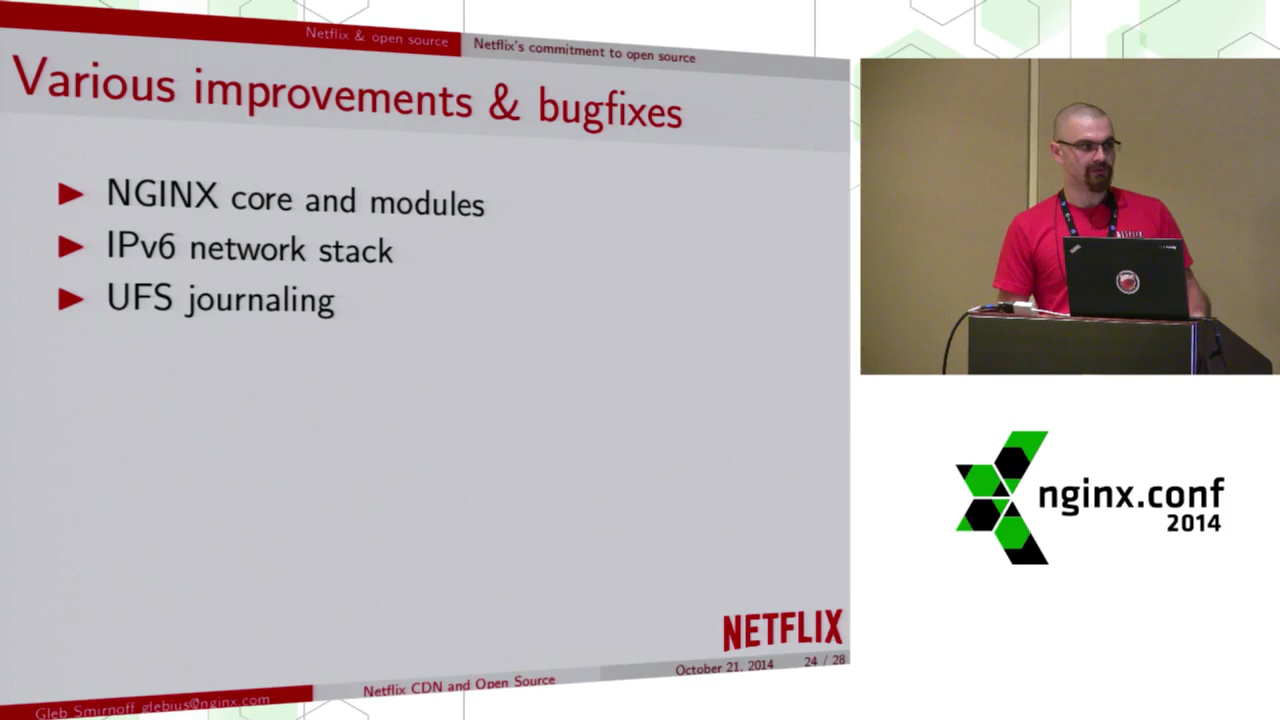 Netflix & open source
Netflix's commitment to open source
Various improvements & bugfixes
NGINX core and modules
IPv6 network stack
UFS journaling
NETFLIX
October 21, 2014 24 / 28
Netflix CDN and Open Source
Gleb Smirnoff glebius@nginx.com
nginx.conf
2014